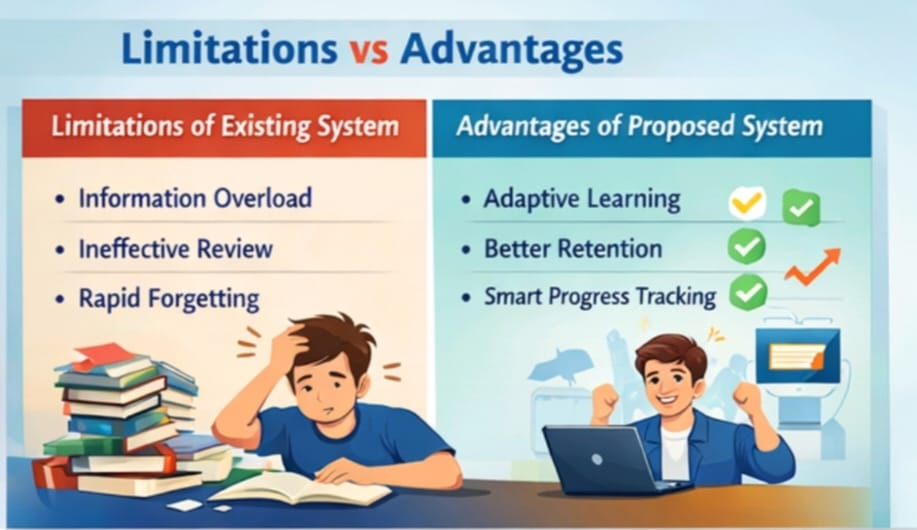 Limitations vs Advantages
Limitations of Existing System
• Information Overload
• Ineffective Review
• Rapid Forgetting
Advantages of Proposed System
• Adaptive Learning
• Better Retention
• Smart Progress Tracking